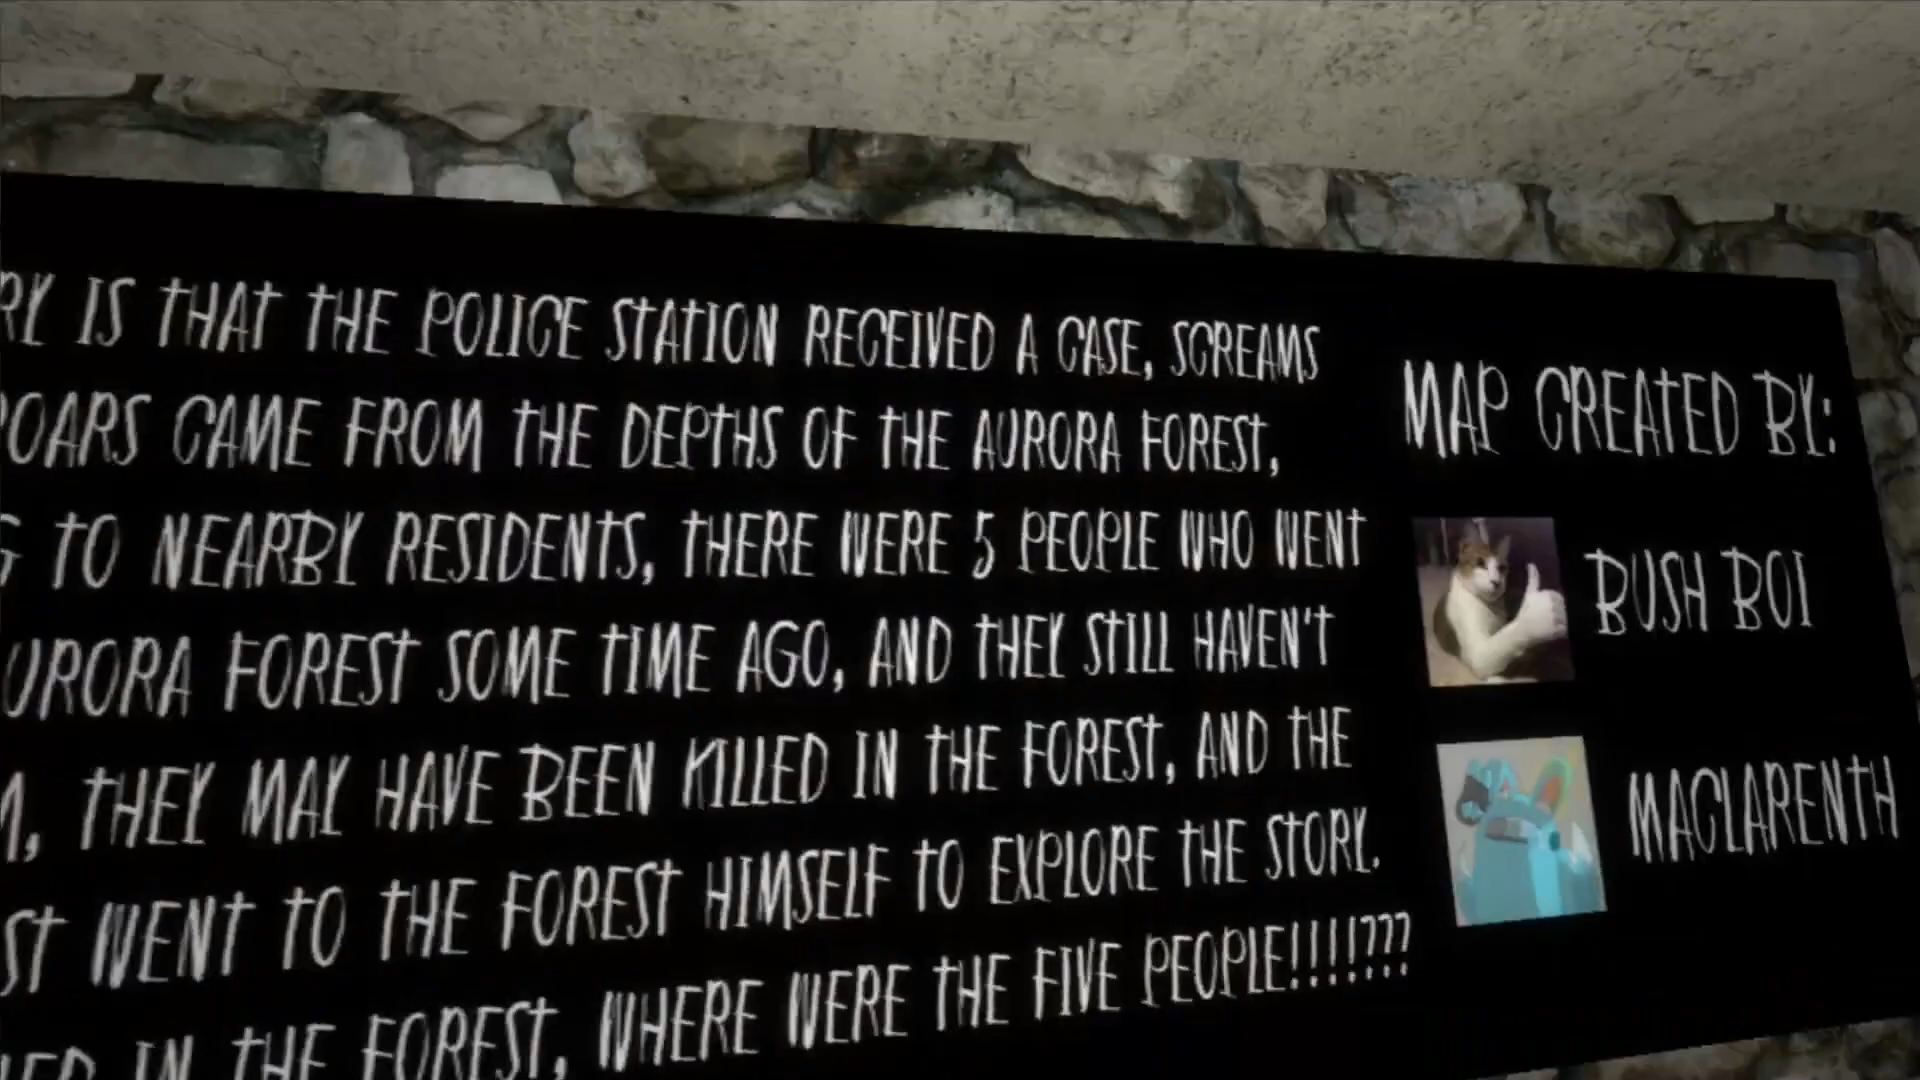 IS THAT THE POLICE STATION RECEIVED A CASE, SCREAMS
CAME FROM THE DEPTHS OF THE AURORA FOREST,
TO NEARBY RESIDENTS, THERE WERE 5 PEOPLE WHO WENT
FOREST SOME TIME AGO, AND THEY STILL HAVEN'T
THEY MAY HAVE BEEN KILLED IN THE FOREST, AND THE
WENT TO THE FOREST HIMSELF TO EXPLORE THE STORY.
IN THE FOREST, WHERE WERE THE FIVE PEOPLE!!!!???
MAP CREATED BY:
BUSH BOI
MACLARENTH